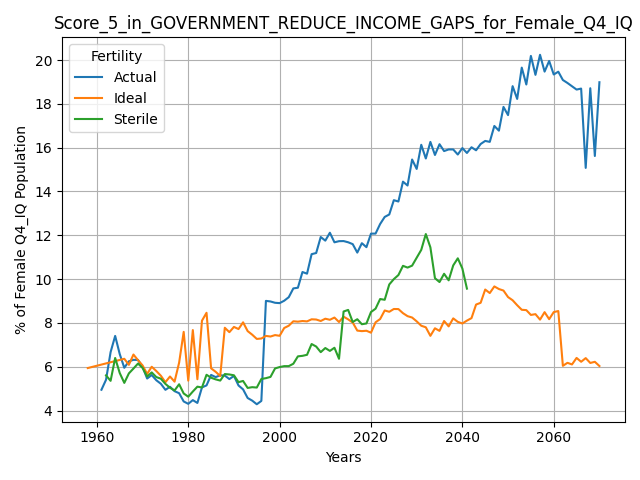 Score_5_in_GOVERNMENT_REDUCE_INCOME_GAPS_for_Female_Q4_IQ
Fertility
Actual
Ideal
Sterile
% of Female Q4_IQ Population
20
18
16
14
12
10
8
6
4
1960
1980
2000
2020
2040
2060
Years